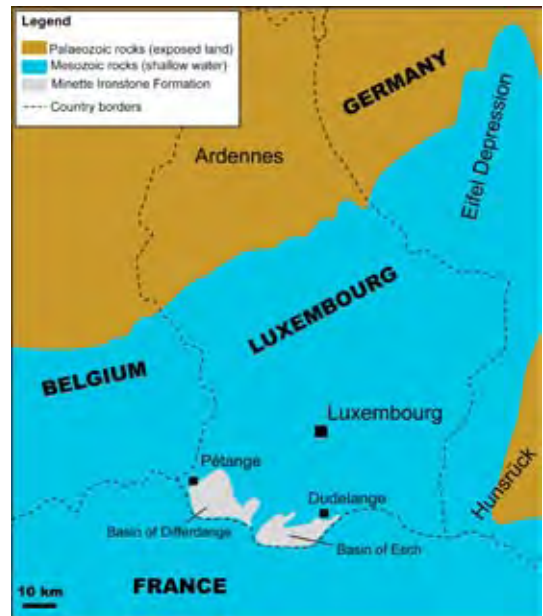 Legend
Palaeozoic rocks (exposed land)
Mesozoic rocks (shallow water)
Minette Ironstone Formation
Country borders
GERMANY
Ardennes
Eifel Depression
LUXEMBOURG
BELGIUM
Luxembourg
Pétange
Dudelange
Hunsrück
Basin of Differdange
Basin of Esch
FRANCE
10 km